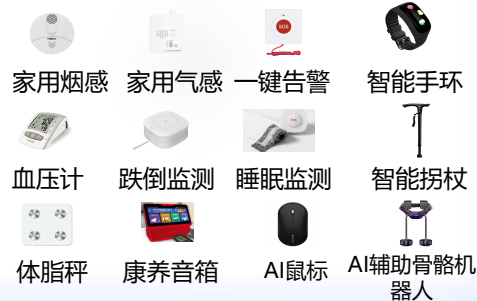 SOS
家用烟感 家用气感 一键告警 智能手环
血压计 跌倒监测 睡眠监测 智能拐杖
体脂秤 康养音箱 AI鼠标 AI辅助骨骼机
器人